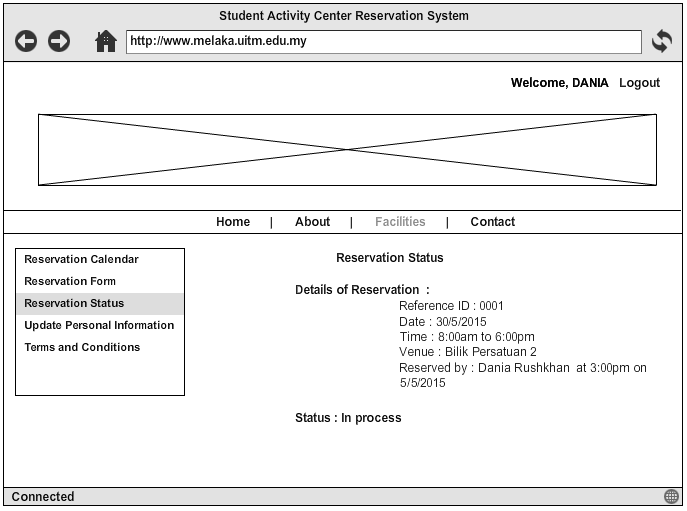 Student Activity Center Reservation System
http://www.melaka.uitm.edu.my
Welcome, DANIA Logout
Home | About | Facilities | Contact
Reservation Calendar
Reservation Form
Reservation Status
Update Personal Information
Terms and Conditions
Reservation Status
Details of Reservation :
Reference ID : 0001
Date : 30/5/2015
Time : 8:00am to 6:00pm
Venue : Bilik Persatuan 2
Reserved by : Dania Rushkhan at 3:00pm on
5/5/2015
Status : In process
Connected